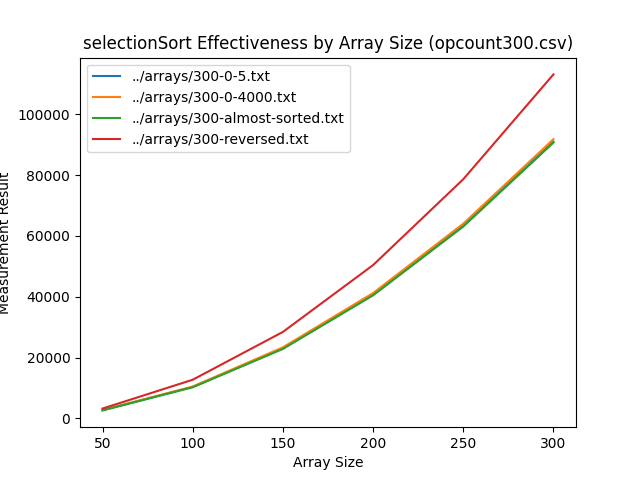 selectionSort Effectiveness by Array Size (opcount300.csv)
../arrays/300-0-5.txt
../arrays/300-0-4000.txt
../arrays/300-almost-sorted.txt
../arrays/300-reversed.txt
Measurement Result
100000
80000
60000
40000
20000
0
50 100 150 200 250 300
Array Size